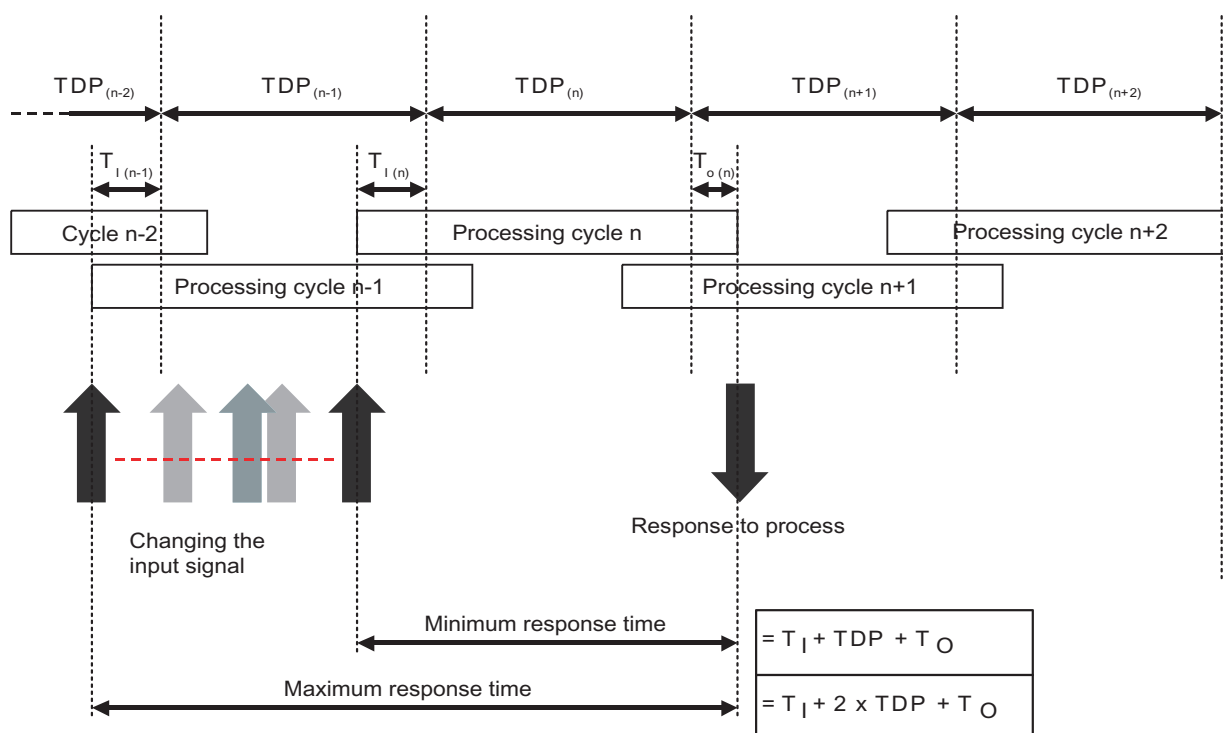 TDP(n-2) TDP(n-1) TDP(n) TDP(n+1) TDP(n+2)
TI (n-1) TI (n) To (n)
Cycle n-2 Processing cycle n Processing cycle n+2
Processing cycle n-1 Processing cycle n+1
Response to process
Changing the
input signal
Minimum response time = TI + TDP + TO
Maximum response time = TI + 2 x TDP + TO